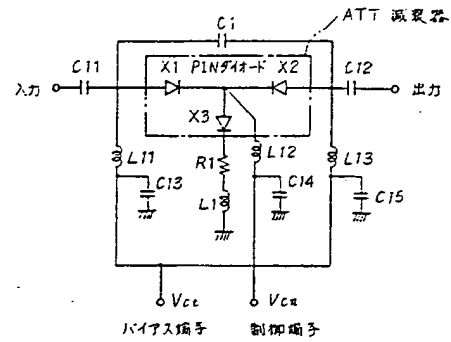 ATT 減衰器
Ci
C11
X1
PINダイオード
X2
C12
入力
出力
X3
L11
R1
L12
L13
C13
L1
C14
C15
Vct
Vcu
バイアス端子
制御端子